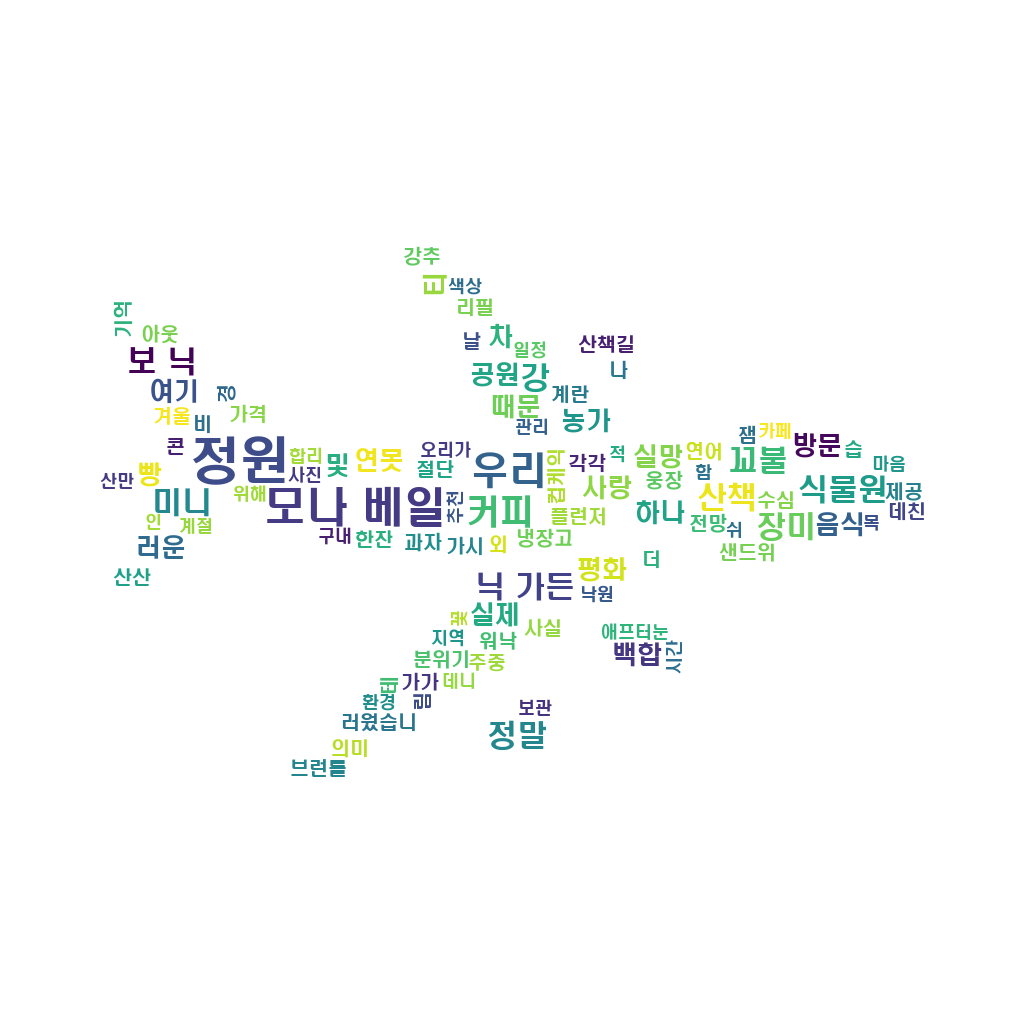 강추
티
색상
리필
기억
아웃
날
차
일정
산책길
보 닉
공원
강
나
여기
경
계란
겨울
비
가격
때문
관리
농가
콘
정원
합리
및
연못
오리가
우리
컴케의
각각
적
실망
연어
잼
카페
방문
습
산만
빵
사진
절단
함
꼬불
마음
미니
위해
모나 베일
추친
커피
사랑
웅장
산책
수심
식물원
제공
인
계절
구내
한잔
플런저
하나
전망
쉬
장미
음식
목
데친
러운
과자
가시
외
냉장고
샌드위
산산
닉 가든
평화
더
낙원
꽃
실제
사실
애프터눈
지역
워낙
백합
시간
분위기
주중
테
가가
데니
환경
림
러웠습니
보관
정말
의미
브런틀